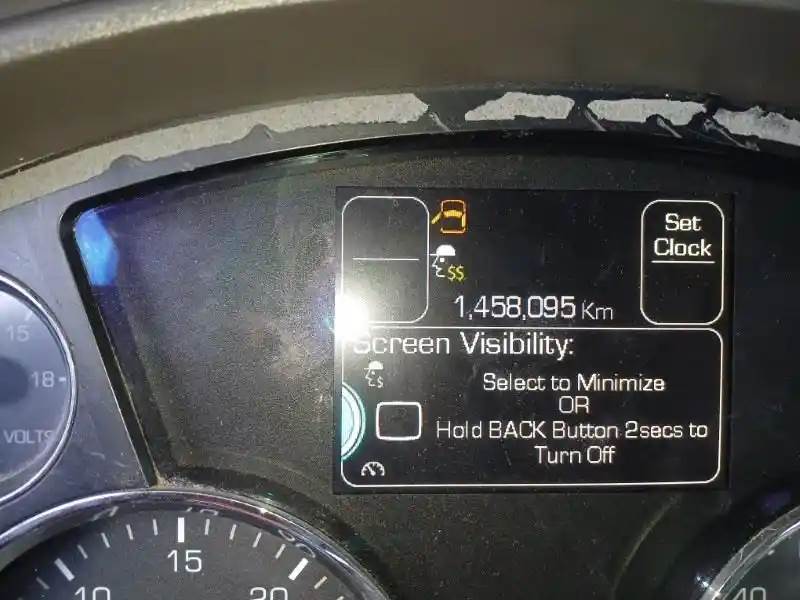 Set
Clock
$$
1,458,095 Km
Screen Visibility:
$
Select to Minimize
OR
Hold BACK Button 2secs to
Turn Off
15
18
VOLTS
10
15
20
40